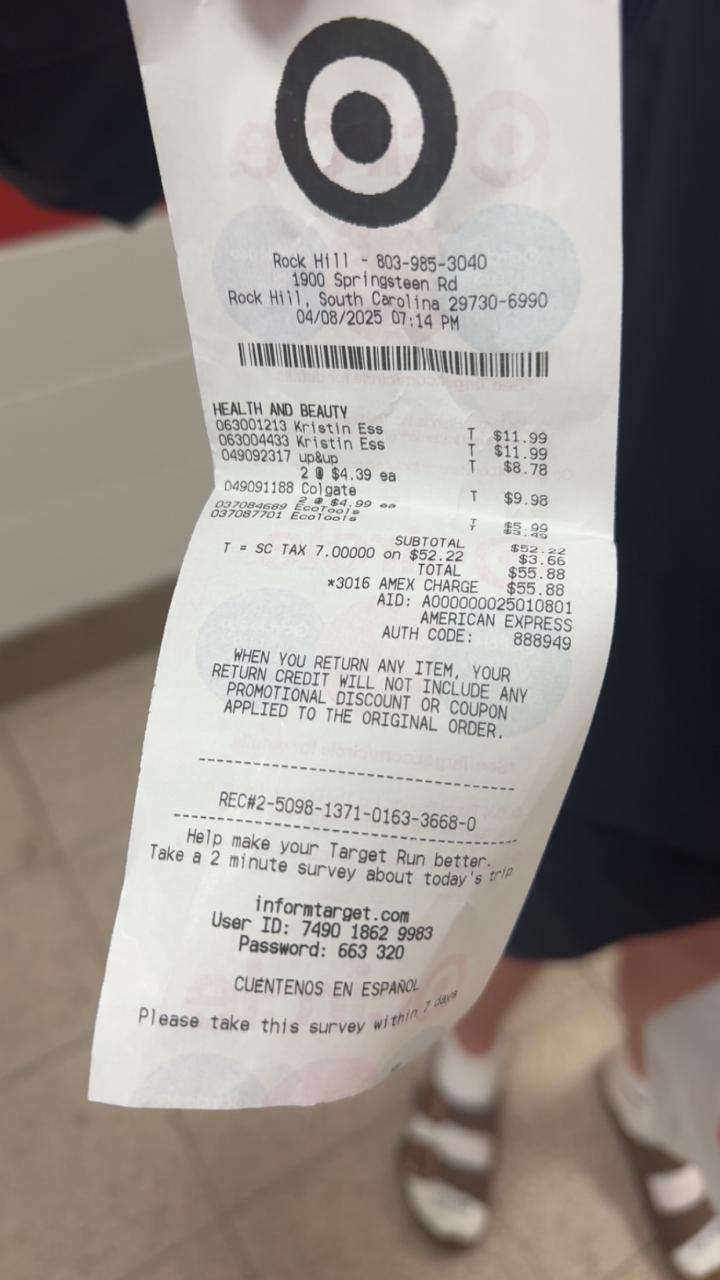 Rock Hill - 803-985-3040
1900 Springsteen Rd
Rock Hill, South Carolina 29730-6990
04/08/2025 07:14 PM
HEALTH AND BEAUTY
063001213 Kristin Ess T $11.99
063004433 Kristin Ess T $11.99
049092317 up&up T $8.78
2 @ $4.39 ea
049091188 Colgate T $9.98
2 @ $4.99 ea
037084689 EcoTools T $5.99
037087701 EcoTools T $3.49
SUBTOTAL $52.22
T = SC TAX 7.00000 on $52.22 $3.66
TOTAL $55.88
*3016 AMEX CHARGE $55.88
AID: A000000025010801
AMERICAN EXPRESS
AUTH CODE: 888949
WHEN YOU RETURN ANY ITEM, YOUR
RETURN CREDIT WILL NOT INCLUDE ANY
PROMOTIONAL DISCOUNT OR COUPON
APPLIED TO THE ORIGINAL ORDER.
REC#2-5098-1371-0163-3668-0
Help make your Target Run better.
Take a 2 minute survey about today's trip
informtarget.com
User ID: 7490 1862 9983
Password: 663 320
CUÉNTENOS EN ESPAÑOL
Please take this survey within 7 days